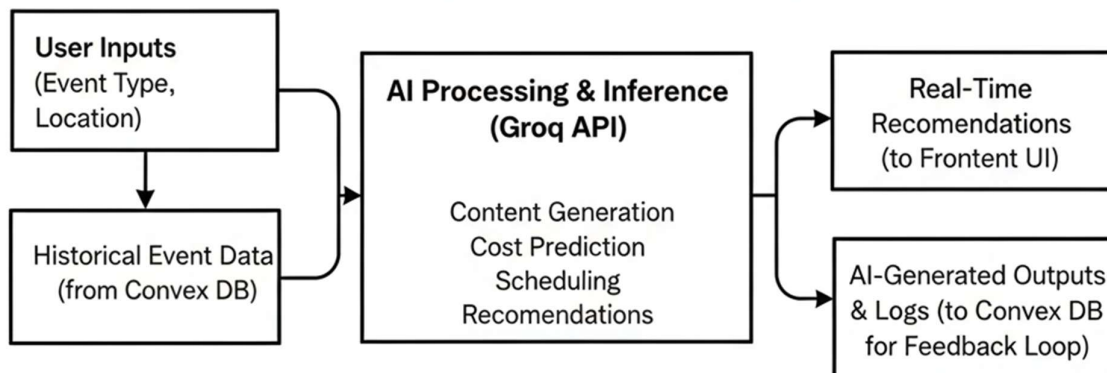 User Inputs
(Event Type,
Location)
Historical Event Data
(from Convex DB)
AI Processing & Inference
(Groq API)
Content Generation
Cost Prediction
Scheduling
Recomendations
Real-Time
Recomendations
(to Frontent UI)
AI-Generated Outputs
& Logs (to Convex DB
for Feedback Loop)